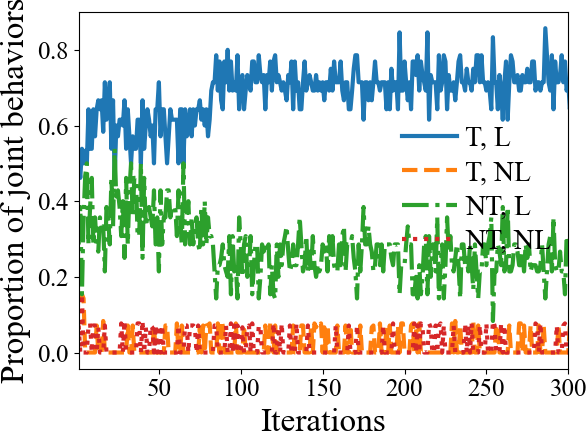 Proportion of joint behaviors
0.8
0.6
0.4
0.2
0.0
T, L
T, NL
NT, L
NT, NL
50
100
150
200
250
300
Iterations